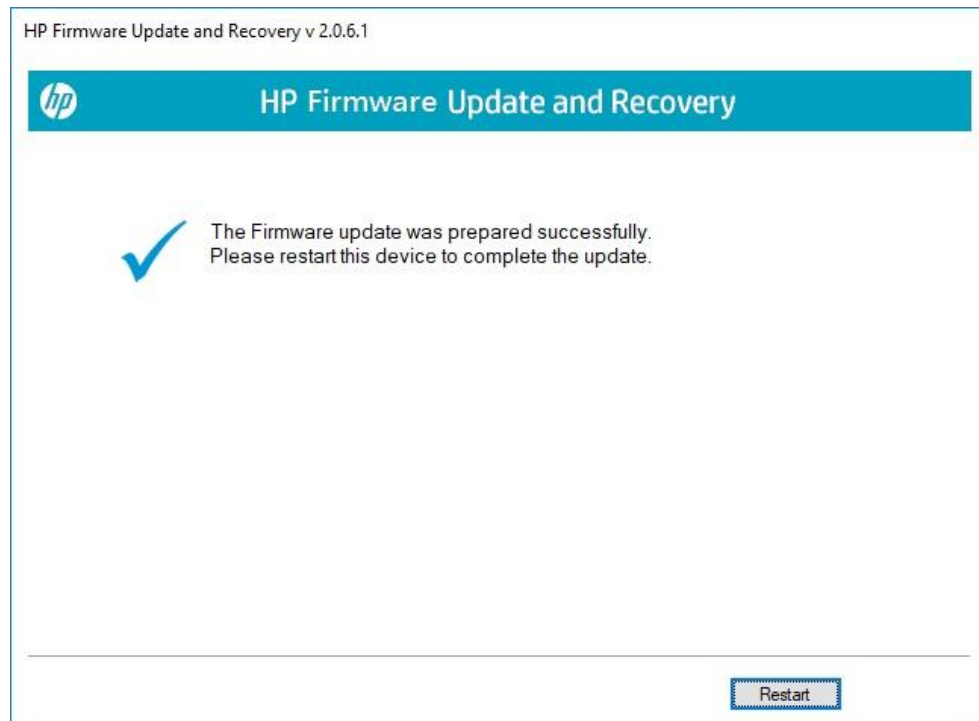 HP Firmware Update and Recovery v 2.0.6.1
hp
HP Firmware Update and Recovery
The Firmware update was prepared successfully.
Please restart this device to complete the update.
Restart